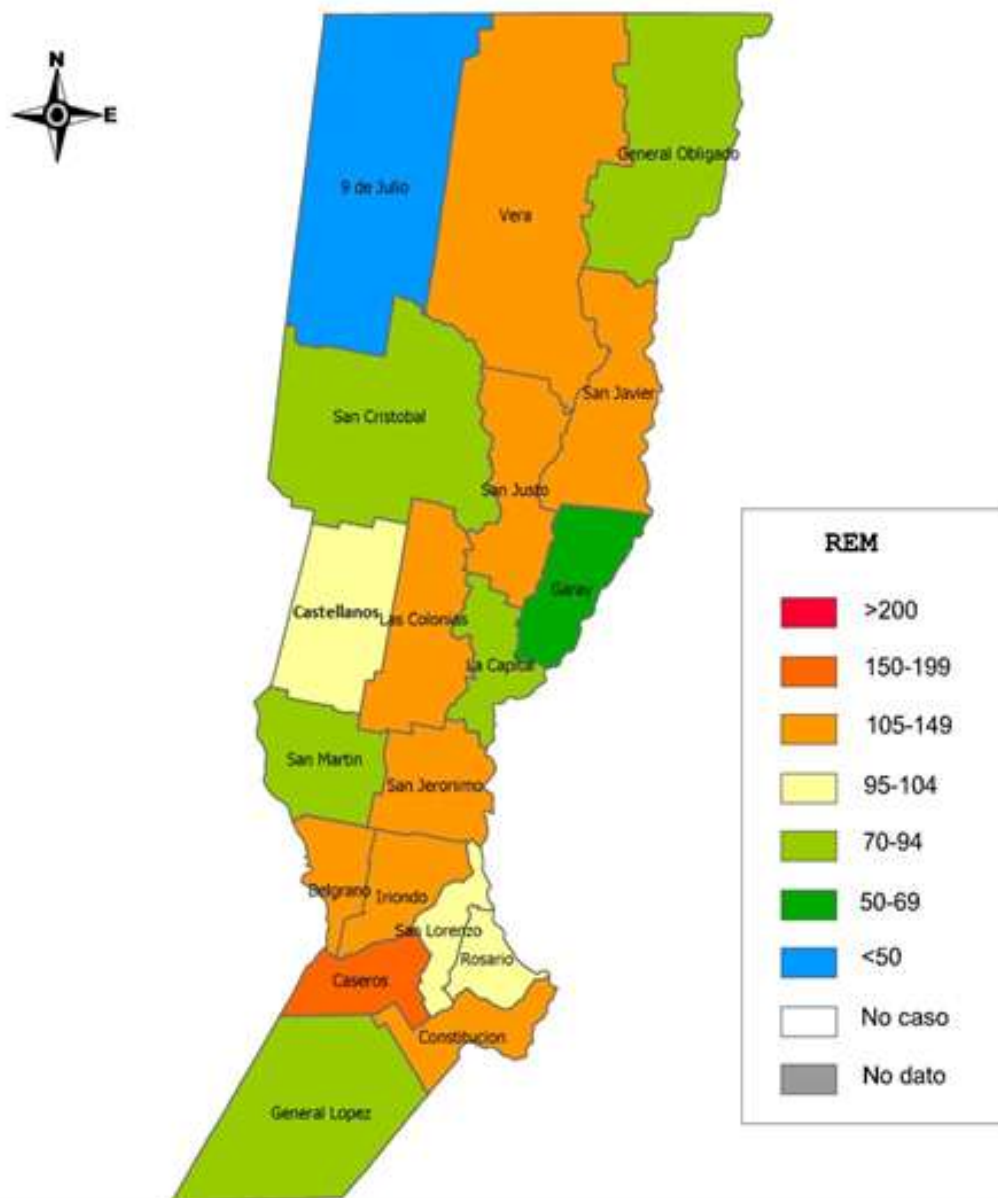 N
E
General Obligado
9 de Julio
Vera
San Javier
San Cristobal
San Justo
Garay
Castellanos
Las Colonias
La Capital
San Martin
San Jeronimo
Belgrano
Iriondo
San Lorenzo
Rosario
Caseros
Constitucion
General Lopez
REM
>200
150-199
105-149
95-104
70-94
50-69
<50
No caso
No dato